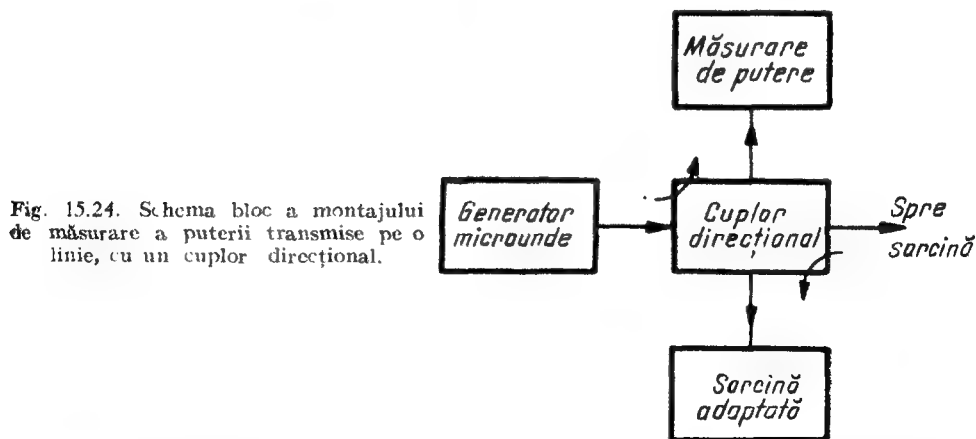 Fig. 15.24. Schema bloc a montajului
de măsurare a puterii transmise pe o
linie, cu un cuplor direcțional.
Măsurare
de putere
Generator
microunde
Cuplor
direcțional
Spre
sarcină
Sarcină
adaptată